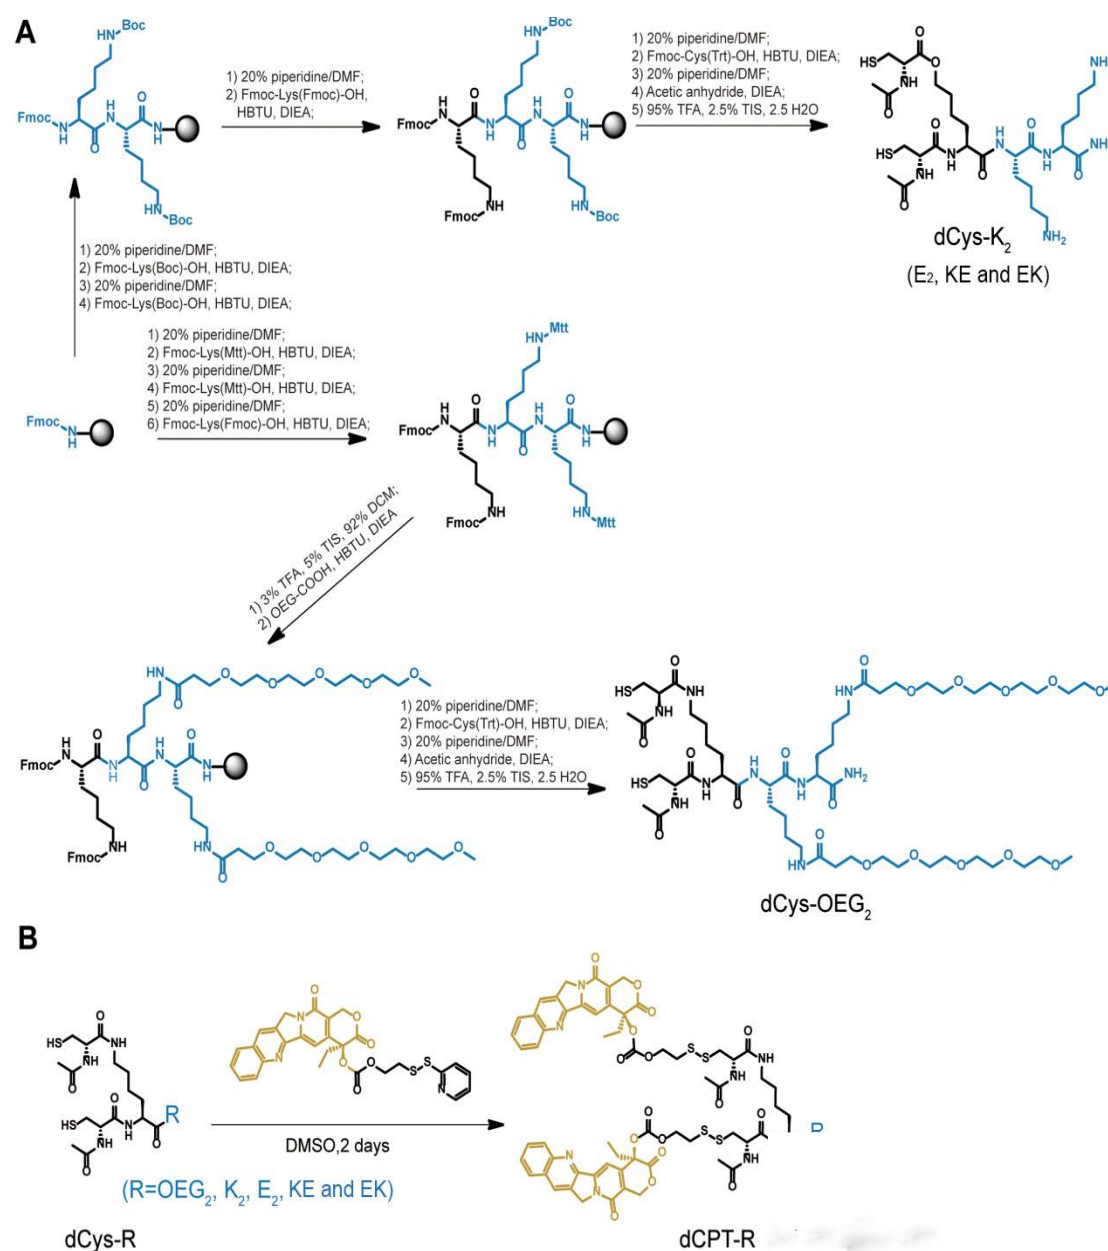 A
1) 20% piperidine/DMF;
2) Fmoc-Lys(Fmoc)-OH,
HBTU, DIEA;
1) 20% piperidine/DMF;
2) Fmoc-Cys(Trt)-OH, HBTU, DIEA;
3) 20% piperidine/DMF;
4) Acetic anhydride, DIEA;
5) 95% TFA, 2.5% TIS, 2.5 H2O
HN Boc
Fmoc N H
O
H N
O
HN
HN Boc
HN Boc
Fmoc
HN Boc
Fmoc NH
HS
O
HN
O
HS
NH2
dCys-K2
(E2, KE and EK)
1) 20% piperidine/DMF;
2) Fmoc-Lys(Boc)-OH, HBTU, DIEA;
3) 20% piperidine/DMF;
4) Fmoc-Lys(Boc)-OH, HBTU, DIEA;
1) 20% piperidine/DMF;
2) Fmoc-Lys(Mtt)-OH, HBTU, DIEA;
3) 20% piperidine/DMF;
4) Fmoc-Lys(Mtt)-OH, HBTU, DIEA;
5) 20% piperidine/DMF;
6) Fmoc-Lys(Fmoc)-OH, HBTU, DIEA;
Fmoc N H
HN Mtt
Fmoc
HN Mtt
Fmoc NH
1) 3% TFA, 5% TIS, 92% DCM;
2) OEG-COOH, HBTU, DIEA
HN O O O O O O
Fmoc
Fmoc NH
HN O O O O O O
1) 20% piperidine/DMF;
2) Fmoc-Cys(Trt)-OH, HBTU, DIEA;
3) 20% piperidine/DMF;
4) Acetic anhydride, DIEA;
5) 95% TFA, 2.5% TIS, 2.5 H2O
HS
HS
NH2
dCys-OEG2
B
HS
HS
R
DMSO,2 days
(R=OEG2, K2, E2, KE and EK)
dCys-R
dCPT-R